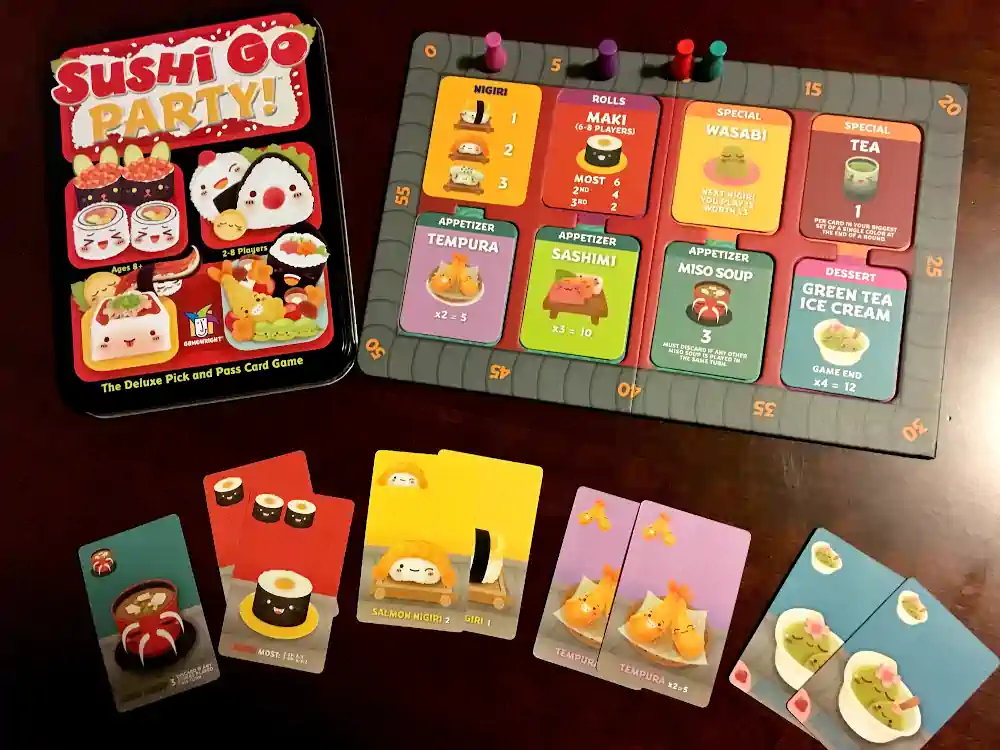 SUSHI GO
PARTY!
Ages 8+
2-8 Players
GAMEWRIGHT
The Deluxe Pick and Pass Card Game
0
5
15
20
25
30
35
40
45
50
55
NIGIRI
1
2
3
ROLLS
MAKI
(6-8 PLAYERS)
MOST 6
2ND 4
3RD 2
SPECIAL
WASABI
NEXT NIGIRI
YOU PLAY IS
WORTH x3
SPECIAL
TEA
1
PER CARD IN YOUR BIGGEST
SET OF A SINGLE COLOR AT
THE END OF A ROUND.
APPETIZER
TEMPURA
x2 = 5
APPETIZER
SASHIMI
x3 = 10
APPETIZER
MISO SOUP
3
MUST DISCARD IF ANY OTHER
MISO SOUP IS PLAYED IN
THE SAME TURN.
DESSERT
GREEN TEA
ICE CREAM
GAME END
x4 = 12
3
MOST:
SALMON NIGIRI 2
GIRI 1
TEMPURA
TEMPURA x2=5